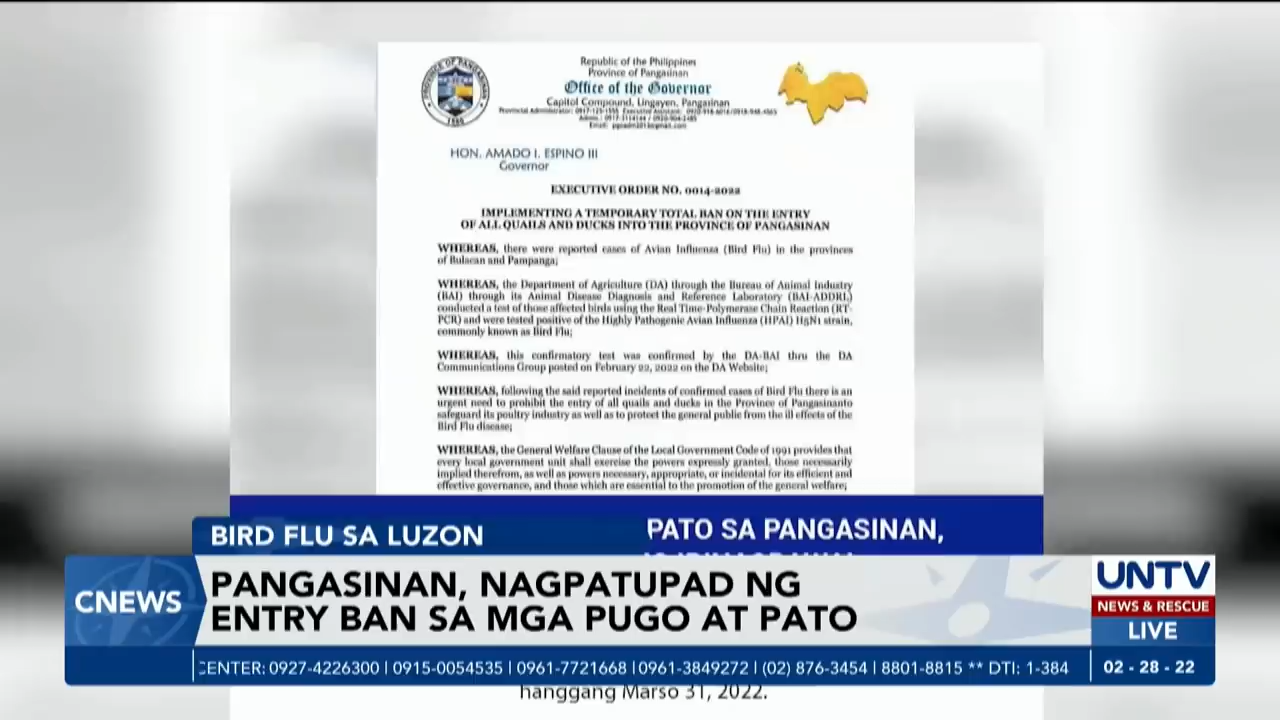 Republic of the Philippines
Province of Pangasinan
Office of the Governor
Capitol Compound, Lingayen, Pangasinan
HON. AMADO I. ESPINO III
Governor
EXECUTIVE ORDER NO. 0014-2022
IMPLEMENTING A TEMPORARY TOTAL BAN ON THE ENTRY
OF ALL QUAILS AND DUCKS INTO THE PROVINCE OF PANGASINAN
WHEREAS, there were reported cases of Avian Influenza (Bird Flu) in the provinces
of Bulacan and Pampanga;
WHEREAS, the Department of Agriculture (DA) through the Bureau of Animal Industry
(BAI) through its Animal Disease Diagnosis and Reference Laboratory (BAI-ADDRL)
conducted a test of those affected birds using the Real Time-Polymerase Chain Reaction (RT-
PCR) and were tested positive of the Highly Pathogenic Avian Influenza (HPAI) H5N1 strain,
commonly known as Bird Flu;
WHEREAS, this confirmatory test was confirmed by the DA-BAI thru the DA
Communications Group posted on February 22, 2022 on the DA Website;
WHEREAS, following the said reported incidents of confirmed cases of Bird Flu there is an
urgent need to prohibit the entry of all quails and ducks in the Province of Pangasinanto
safeguard its poultry industry as well as to protect the general public from the ill effects of the
Bird Flu disease;
WHEREAS, the General Welfare Clause of the Local Government Code of 1991 provides that
every local government unit shall exercise the powers expressly granted, those necessarily
implied therefrom, as well as powers necessary, appropriate, or incidental for its efficient and
effective governance, and those which are essential to the promotion of the general welfare;
PATO SA PANGASINAN,
BIRD FLU SA LUZON
CNEWS
PANGASINAN, NAGPATUPAD NG
ENTRY BAN SA MGA PUGO AT PATO
UNTV
NEWS & RESCUE
LIVE
CENTER: 0927-4226300 | 0915-0054535 | 0961-7721668 |0961-3849272 | (02) 876-3454 | 8801-8815 ** DTI: 1-384
02 - 28 - 22
hanggang Marso 31, 2022.